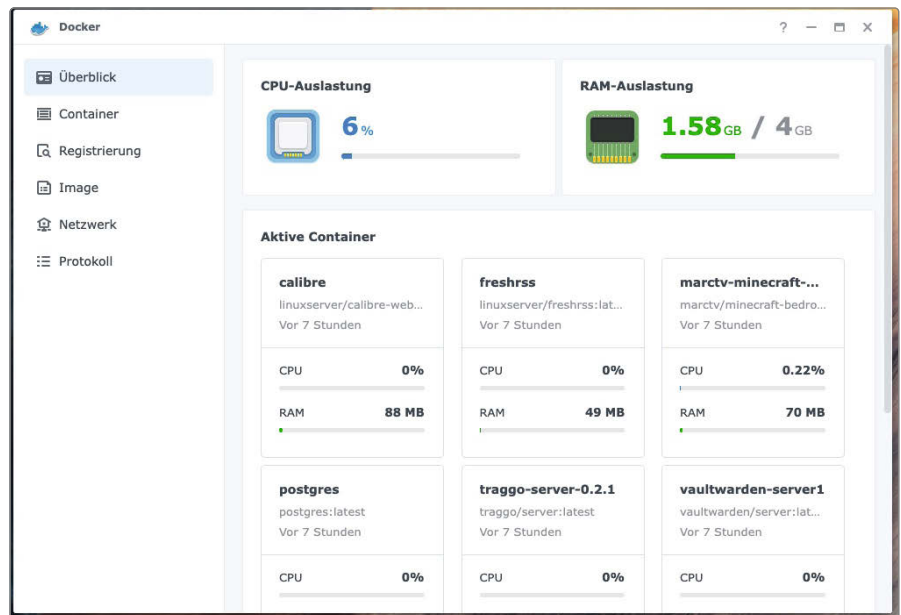 Docker
?
Überblick
Container
Registrierung
Image
Netzwerk
Protokoll
CPU-Auslastung
6 %
RAM-Auslastung
1.58 GB / 4 GB
Aktive Container
calibre
linuxserver/calibre-web...
Vor 7 Stunden
CPU 0%
RAM 88 MB
freshrss
linuxserver/freshrss:lat...
Vor 7 Stunden
CPU 0%
RAM 49 MB
marctv-minecraft-...
marctv/minecraft-bedro...
Vor 7 Stunden
CPU 0.22%
RAM 70 MB
postgres
postgres:latest
Vor 7 Stunden
CPU 0%
traggo-server-0.2.1
traggo/server:latest
Vor 7 Stunden
CPU 0%
vaultwarden-server1
vaultwarden/server:lat...
Vor 7 Stunden
CPU 0%